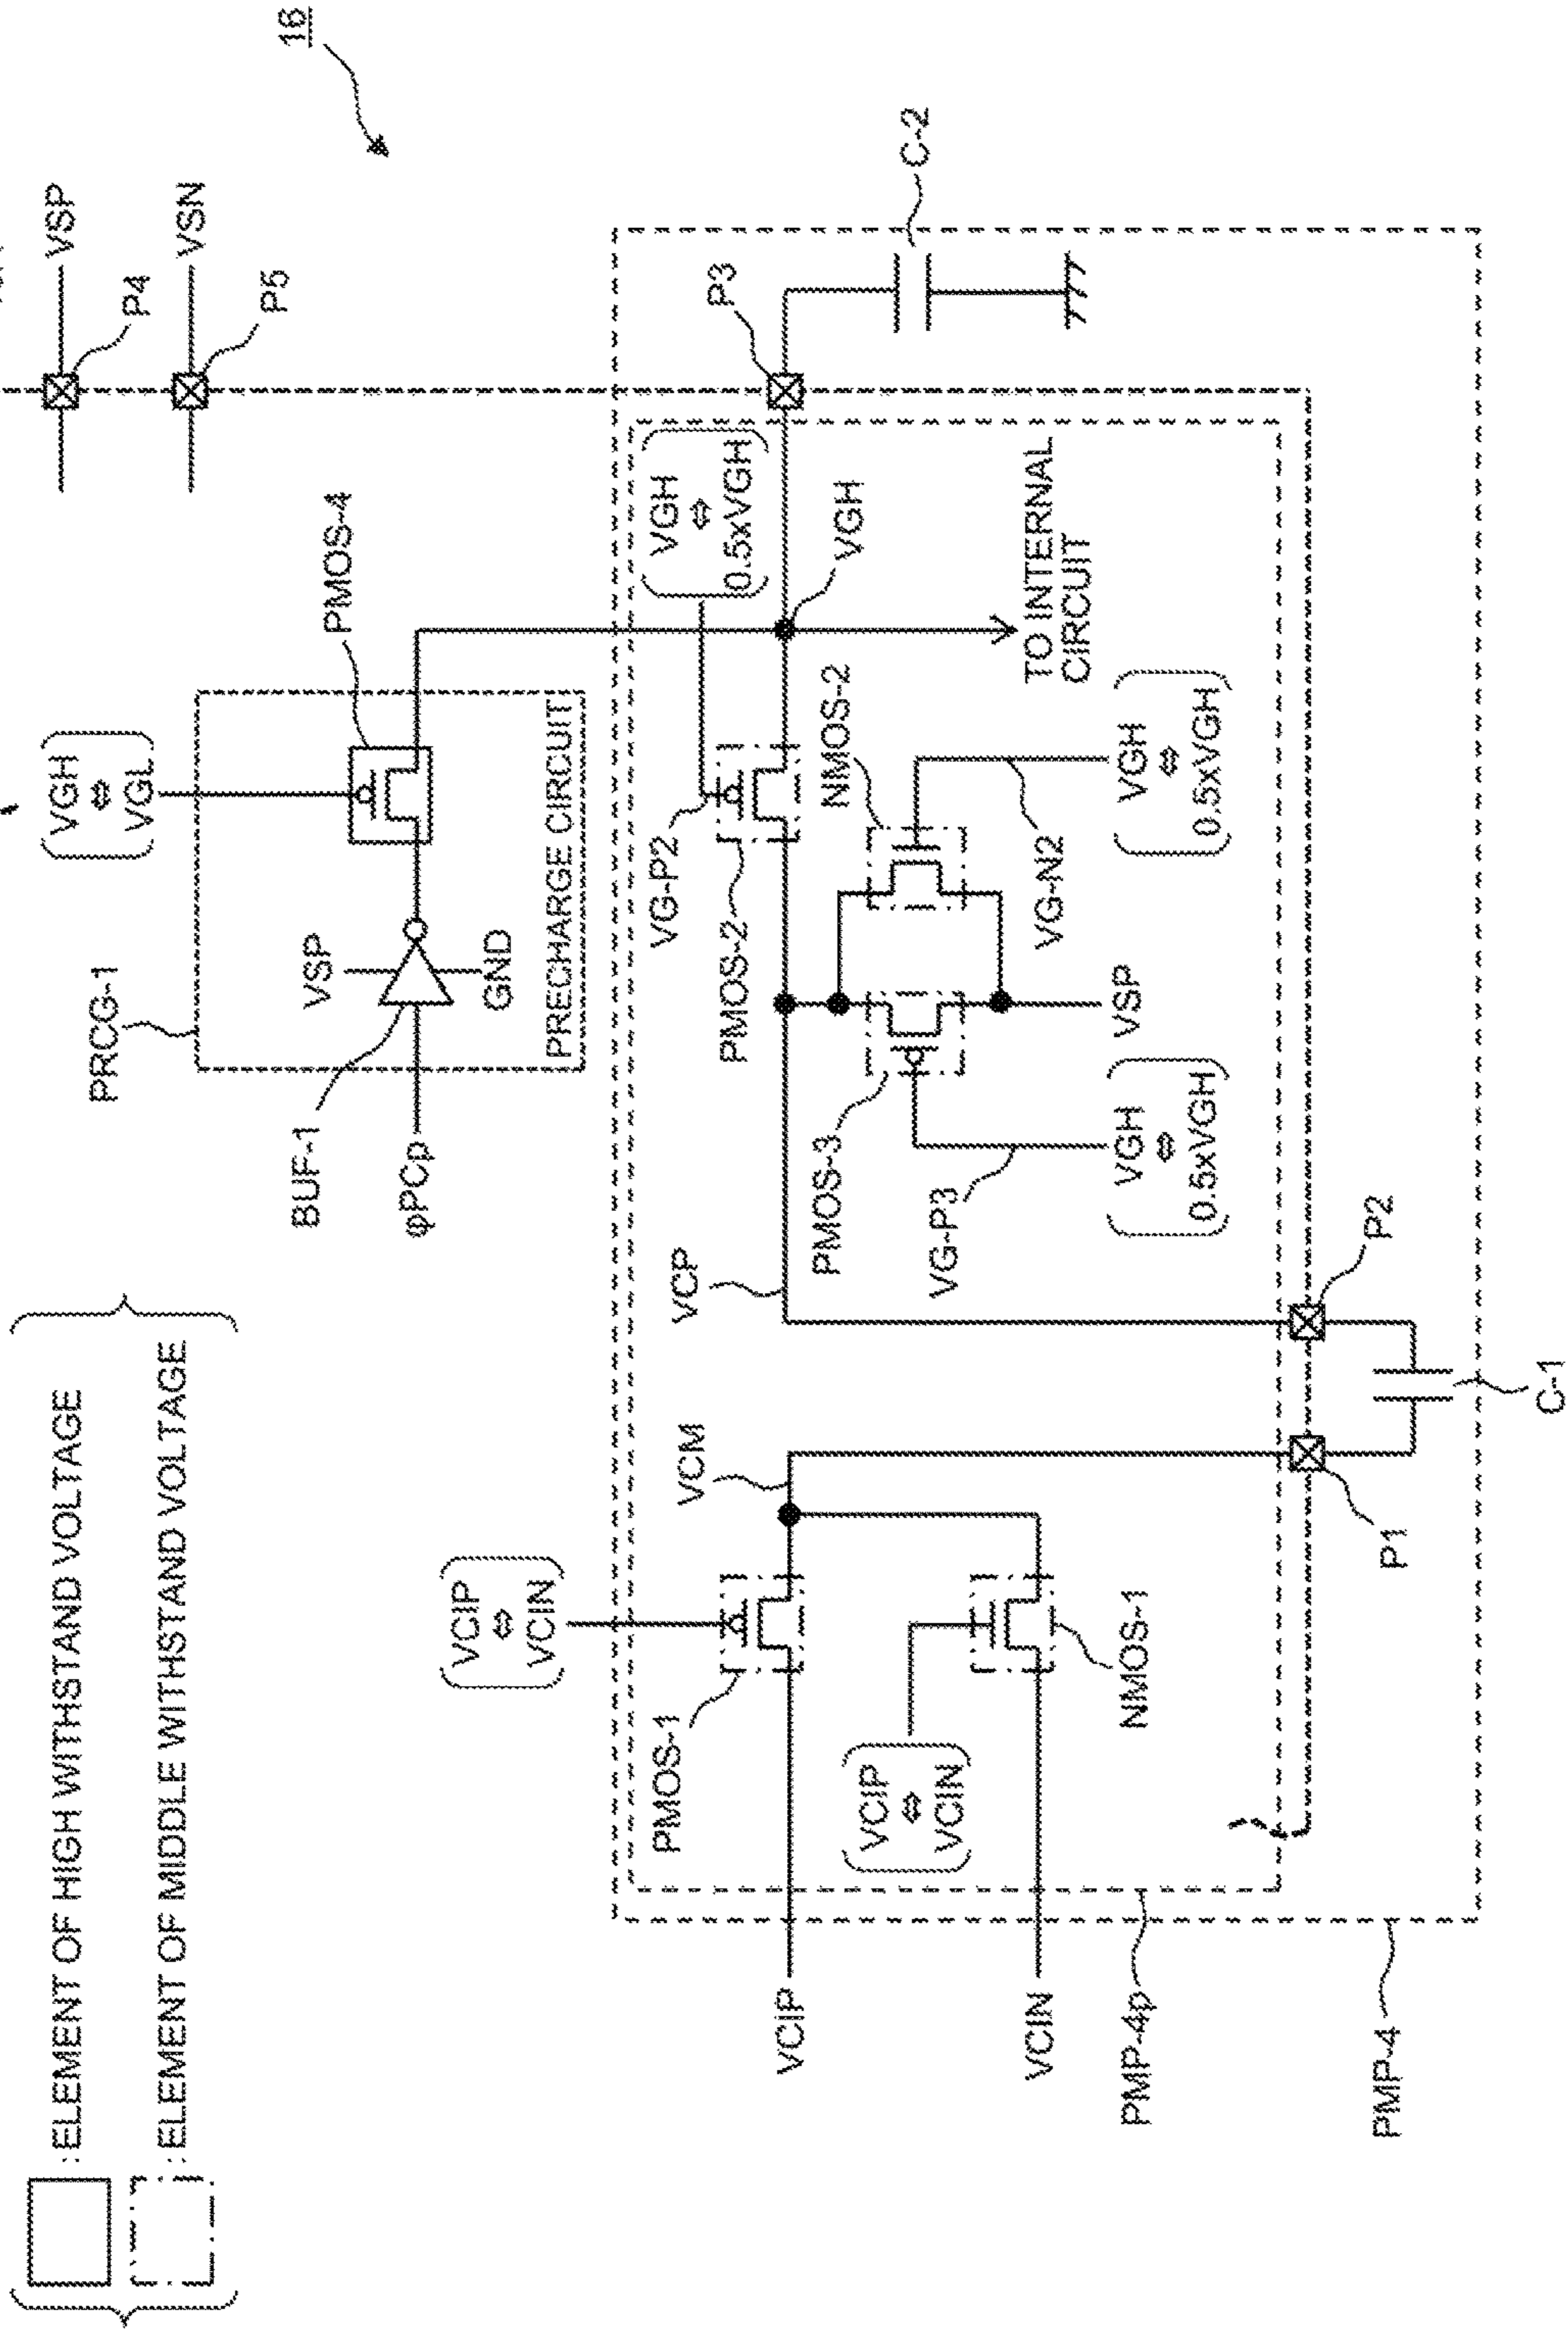 :ELEMENT OF HIGH WITHSTAND VOLTAGE
:ELEMENT OF MIDDLE WITHSTAND VOLTAGE
16
VSP
P4
VSN
P5
PRCG-1
VGH
⇔
VGL
PMOS-4
VSP
GND
BUF-1
φPCp
PRECHARGE CIRCUIT
VCIP
⇔
VCIN
PMOS-1
VCIP
VCM
VCP
VG-P2
PMOS-2
VGH
⇔
0.5xVGH
P3
C-2
VGH
TO INTERNAL
CIRCUIT
NMOS-2
PMOS-3
VG-P3
VG-N2
VSP
VGH
⇔
0.5xVGH
VGH
⇔
0.5xVGH
VCIP
⇔
VCIN
NMOS-1
VCIN
PMP-4p
PMP-4
P1
P2
C-1